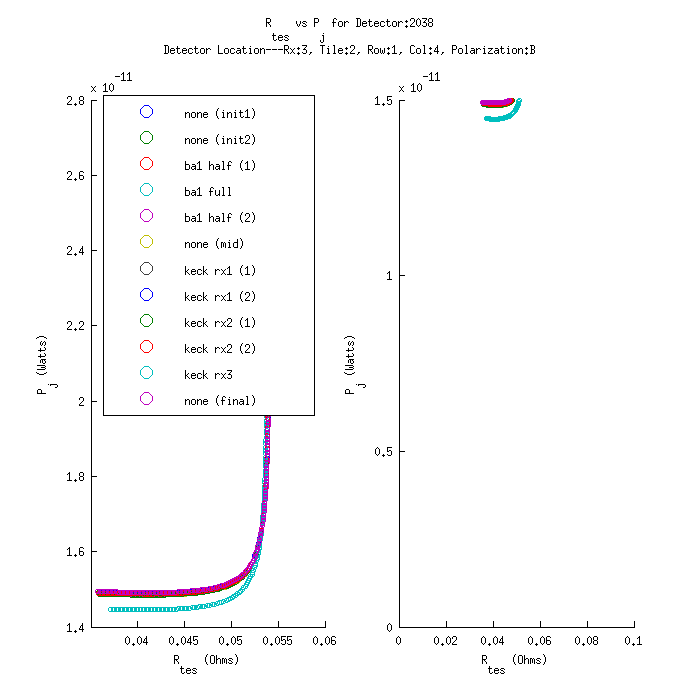 R    vs P  for Detector:2038
tes    j
Detector Location---Rx:3, Tile:2, Row:1, Col:4, Polarization:B
x 10 -11
2.8
2.6
2.4
2.2
2
1.8
1.6
1.4
P j (Watts)
none (init1)
none (init2)
ba1 half (1)
ba1 full
ba1 half (2)
none (mid)
keck rx1 (1)
keck rx1 (2)
keck rx2 (1)
keck rx2 (2)
keck rx3
none (final)
0.04 0.045 0.05 0.055 0.06
R tes (Ohms)
x 10 -11
1.5
1
0.5
0
P j (Watts)
0 0.02 0.04 0.06 0.08 0.1
R tes (Ohms)